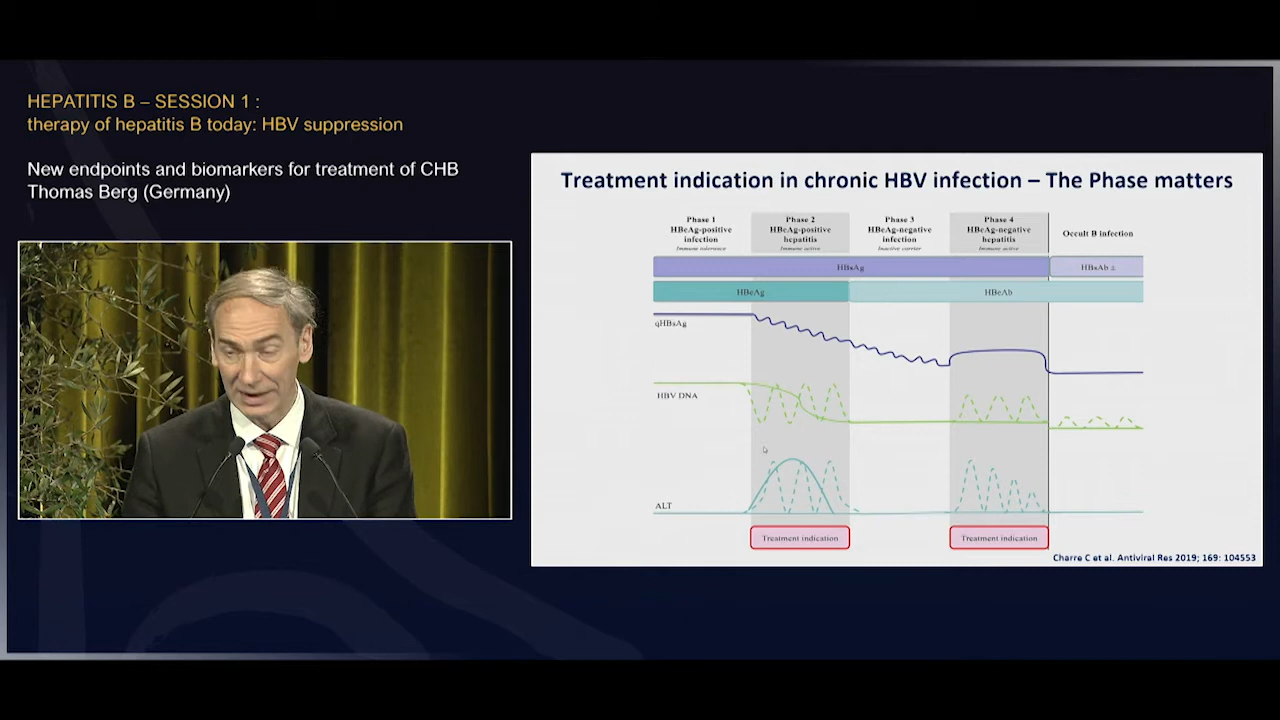 HEPATITIS B – SESSION 1 :
therapy of hepatitis B today: HBV suppression
New endpoints and biomarkers for treatment of CHB
Thomas Berg (Germany)
Treatment indication in chronic HBV infection – The Phase matters
Phase 1
HBeAg-positive
infection
Immune tolerance
Phase 2
HBeAg-positive
hepatitis
Immune active
Phase 3
HBeAg-negative
infection
Inactive carrier
Phase 4
HBeAg-negative
hepatitis
Immune active
Occult B infection
HBsAg
HBsAb ±
HBeAg
HBeAb
qHBsAg
HBV DNA
ALT
Treatment indication
Treatment indication
Charre C et al. Antiviral Res 2019; 169: 104553